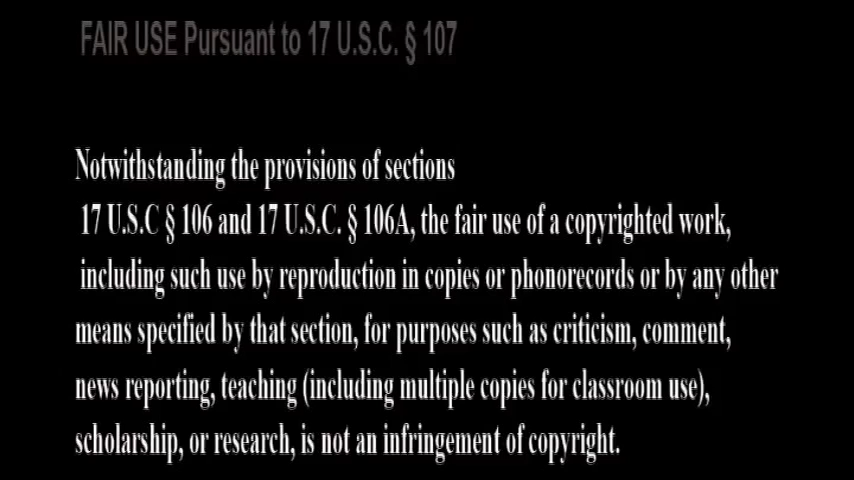 FAIR USE Pursuant to 17 U.S.C. § 107
Notwithstanding the provisions of sections
17 U.S.C § 106 and 17 U.S.C. § 106A, the fair use of a copyrighted work,
including such use by reproduction in copies or phonorecords or by any other
means specified by that section, for purposes such as criticism, comment,
news reporting, teaching (including multiple copies for classroom use),
scholarship, or research, is not an infringement of copyright.